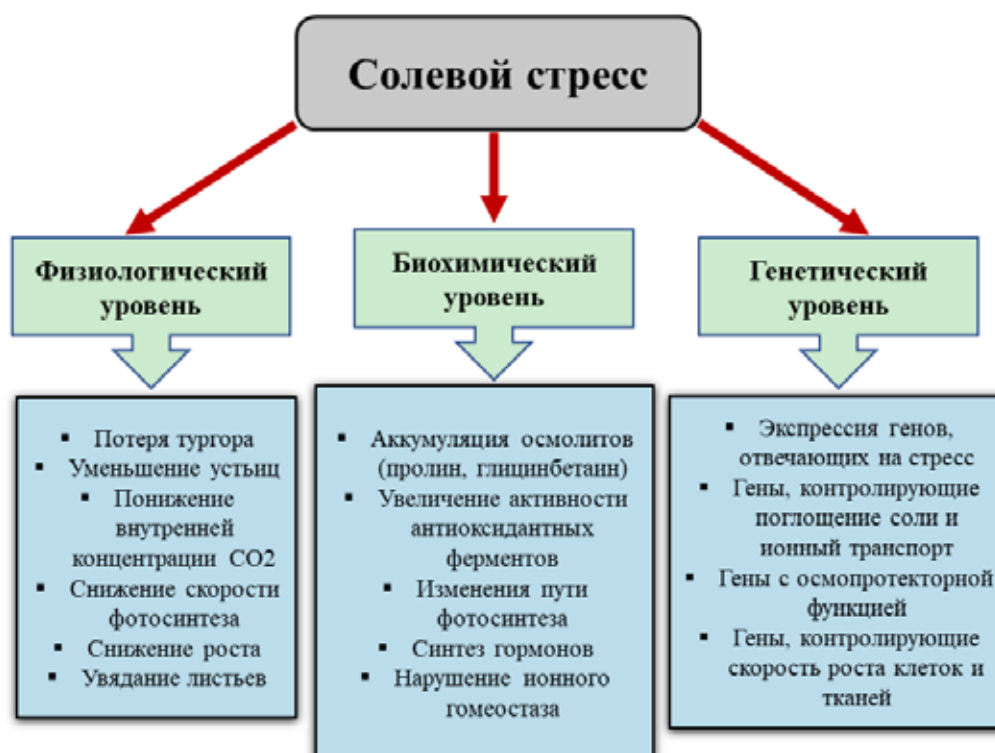 Солевой стресс
Физиологический
уровень
▪ Потеря тургора
▪ Уменьшение устьиц
▪ Понижение
внутренней
концентрации СО2
▪ Снижение скорости
фотосинтеза
▪ Снижение роста
▪ Увядание листьев
Биохимический
уровень
▪ Аккумуляция осмолитов
(пролин, глицинбетаин)
▪ Увеличение активности
антиоксидантных
ферментов
▪ Изменения пути
фотосинтеза
▪ Синтез гормонов
▪ Нарушение ионного
гомеостаза
Генетический
уровень
▪ Экспрессия генов,
отвечающих на стресс
▪ Гены, контролирующие
поглощение соли и
ионный транспорт
▪ Гены с осмопротекторной
функцией
▪ Гены, контролирующие
скорость роста клеток и
тканей